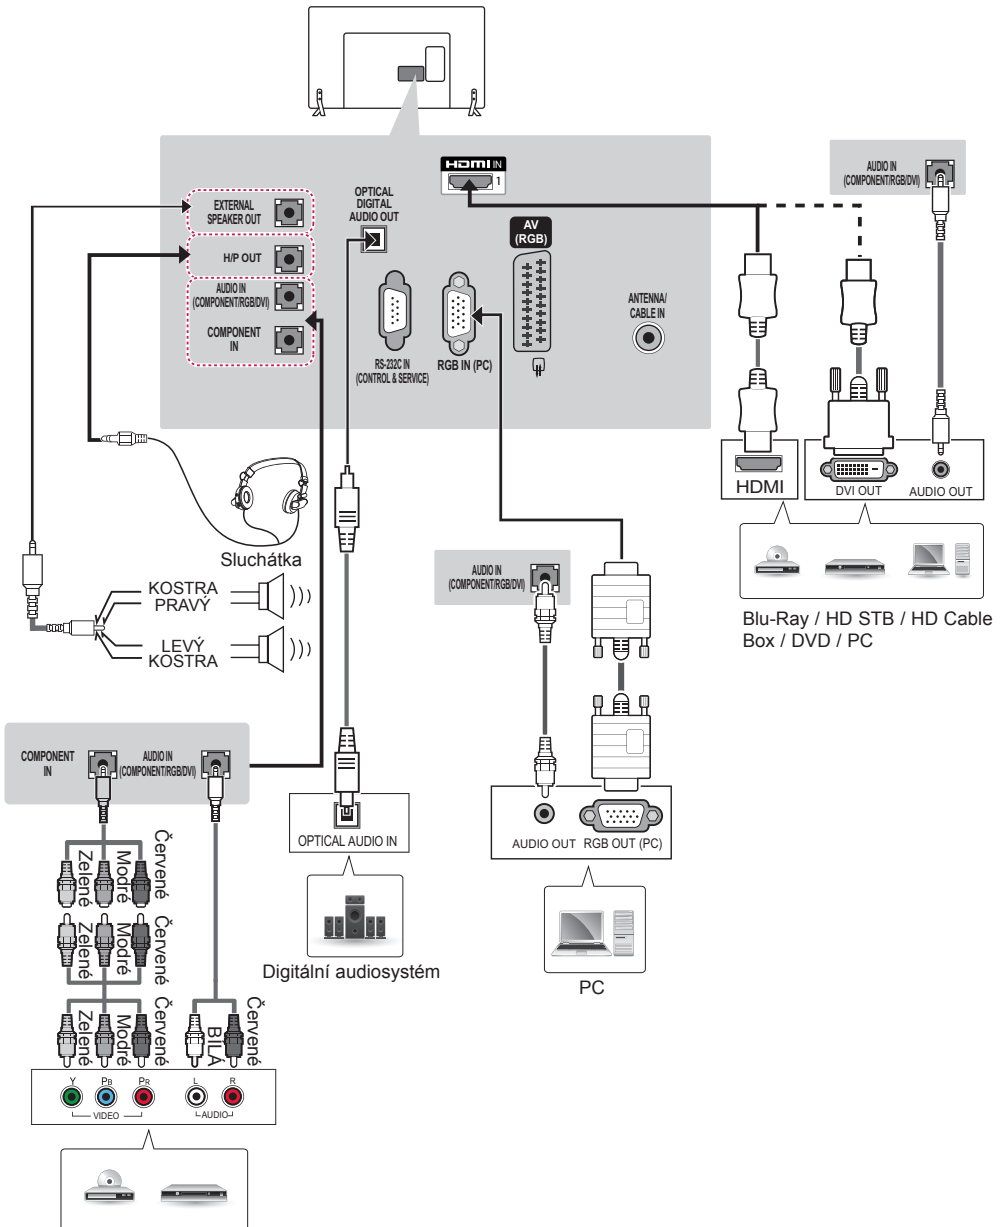 HDMI IN
1
EXTERNAL
SPEAKER OUT
OPTICAL
DIGITAL
AUDIO OUT
AV
(RGB)
AUDIO IN
(COMPONENT/RGB/DVI)
H/P OUT
AUDIO IN
(COMPONENT/RGB/DVI)
COMPONENT
IN
ANTENNA/
CABLE IN
RS-232C IN
(CONTROL & SERVICE)
RGB IN (PC)
HDMI
DVI OUT
AUDIO OUT
Sluchátka
KOSTRA
PRAVÝ
LEVÝ
KOSTRA
AUDIO IN
(COMPONENT/RGB/DVI)
Blu-Ray / HD STB / HD Cable
Box / DVD / PC
COMPONENT
IN
AUDIO IN
(COMPONENT/RGB/DVI)
OPTICAL AUDIO IN
AUDIO OUT
RGB OUT (PC)
Zelené
Modré
Červené
Zelené
Modré
Červené
Digitální audiosystém
PC
Zelené
Modré
Červené
BÍLÁ
Červené
Y
PB
PR
L
R
VIDEO
AUDIO